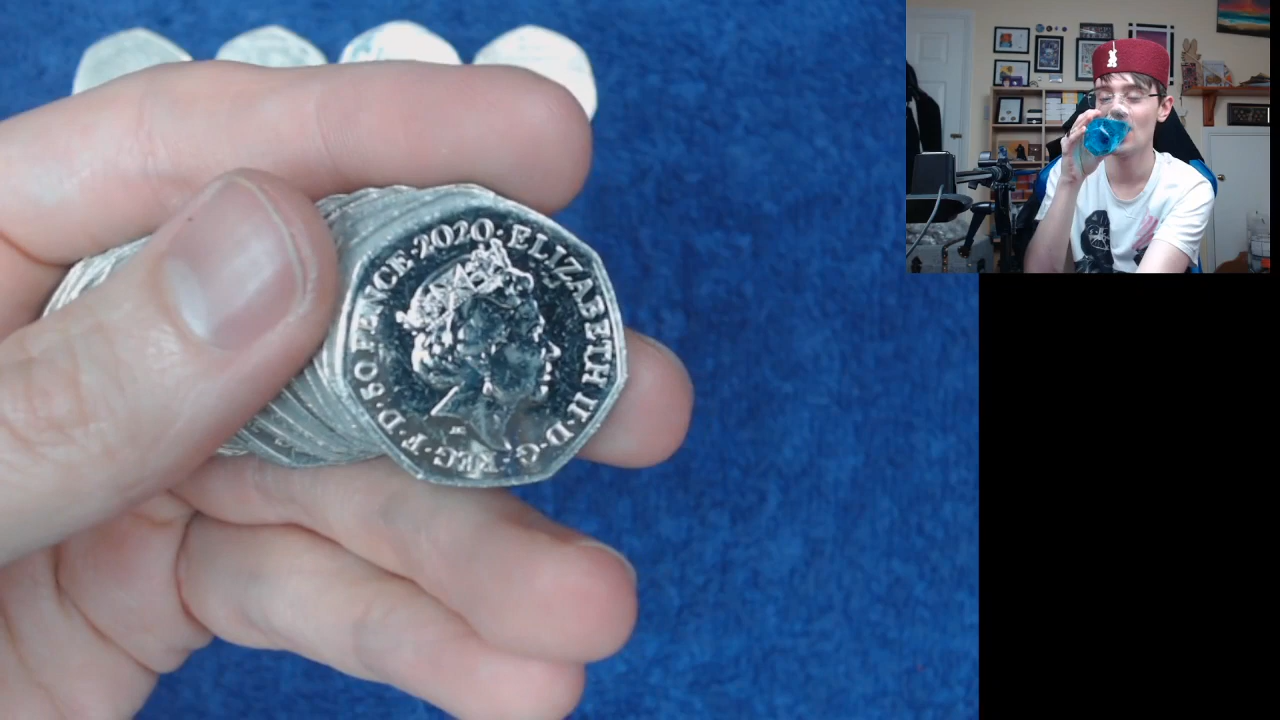 ELIZABETH II · D · G · REG · F · D · 50 PENCE · 2020 ·